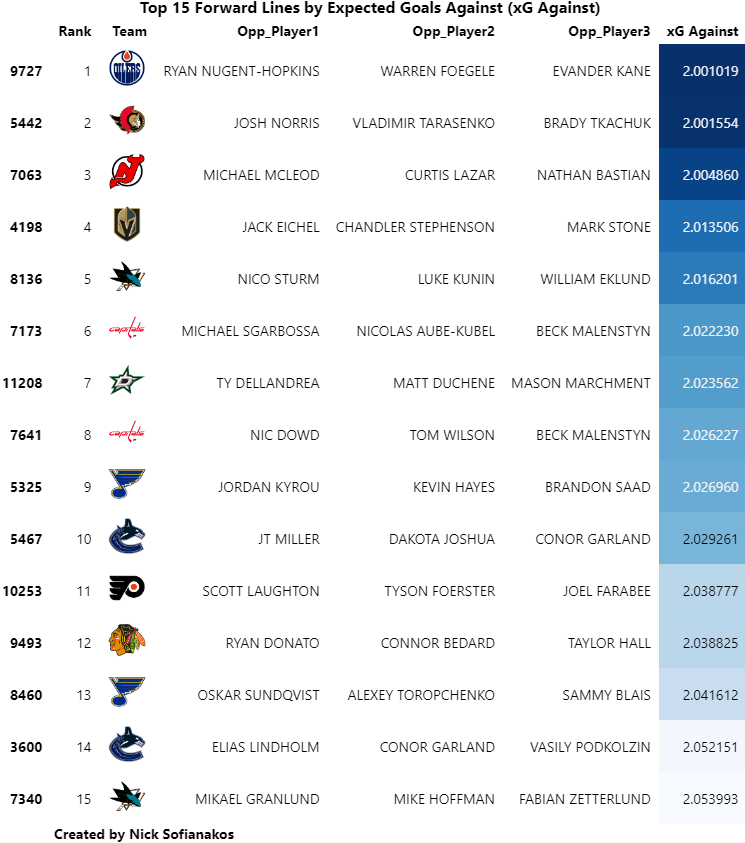 Top 15 Forward Lines by Expected Goals Against (xG Against)
Rank Team Opp_Player1 Opp_Player2 Opp_Player3 xG Against
9727 1 OILERS RYAN NUGENT-HOPKINS WARREN FOEGELE EVANDER KANE 2.001019
5442 2 JOSH NORRIS VLADIMIR TARASENKO BRADY TKACHUK 2.001554
7063 3 MICHAEL MCLEOD CURTIS LAZAR NATHAN BASTIAN 2.004860
4198 4 JACK EICHEL CHANDLER STEPHENSON MARK STONE 2.013506
8136 5 NICO STURM LUKE KUNIN WILLIAM EKLUND 2.016201
7173 6 capitals MICHAEL SGARBOSSA NICOLAS AUBE-KUBEL BECK MALENSTYN 2.022230
11208 7 D TY DELLANDREA MATT DUCHENE MASON MARCHMENT 2.023562
7641 8 capitals NIC DOWD TOM WILSON BECK MALENSTYN 2.026227
5325 9 JORDAN KYROU KEVIN HAYES BRANDON SAAD 2.026960
5467 10 JT MILLER DAKOTA JOSHUA CONOR GARLAND 2.029261
10253 11 SCOTT LAUGHTON TYSON FOERSTER JOEL FARABEE 2.038777
9493 12 RYAN DONATO CONNOR BEDARD TAYLOR HALL 2.038825
8460 13 OSKAR SUNDQVIST ALEXEY TOROPCHENKO SAMMY BLAIS 2.041612
3600 14 ELIAS LINDHOLM CONOR GARLAND VASILY PODKOLZIN 2.052151
7340 15 MIKAEL GRANLUND MIKE HOFFMAN FABIAN ZETTERLUND 2.053993
Created by Nick Sofianakos